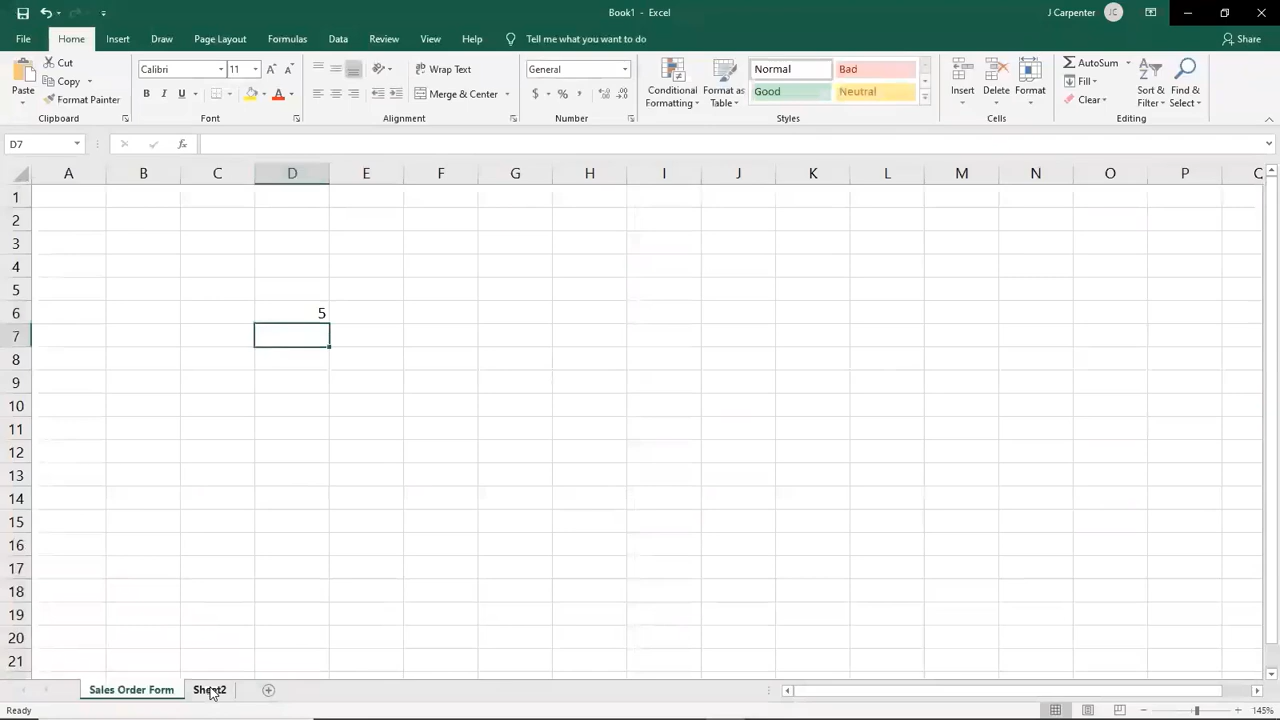 Book1 - Excel
J Carpenter JC
File Home Insert Draw Page Layout Formulas Data Review View Help Tell me what you want to do Share
Paste
Cut
Copy
Format Painter
Clipboard
Calibri 11
B I U
Font
Wrap Text
Merge & Center
Alignment
General
$ % ,
Number
Conditional Formatting
Format as Table
Normal Bad
Good Neutral
Styles
Insert Delete Format
Cells
AutoSum
Fill
Clear
Sort & Filter
Find & Select
Editing
D7 fx
A B C D E F G H I J K L M N O P
1
2
3
4
5
6 5
7
8
9
10
11
12
13
14
15
16
17
18
19
20
21
Sales Order Form Sheet2
Ready 145%